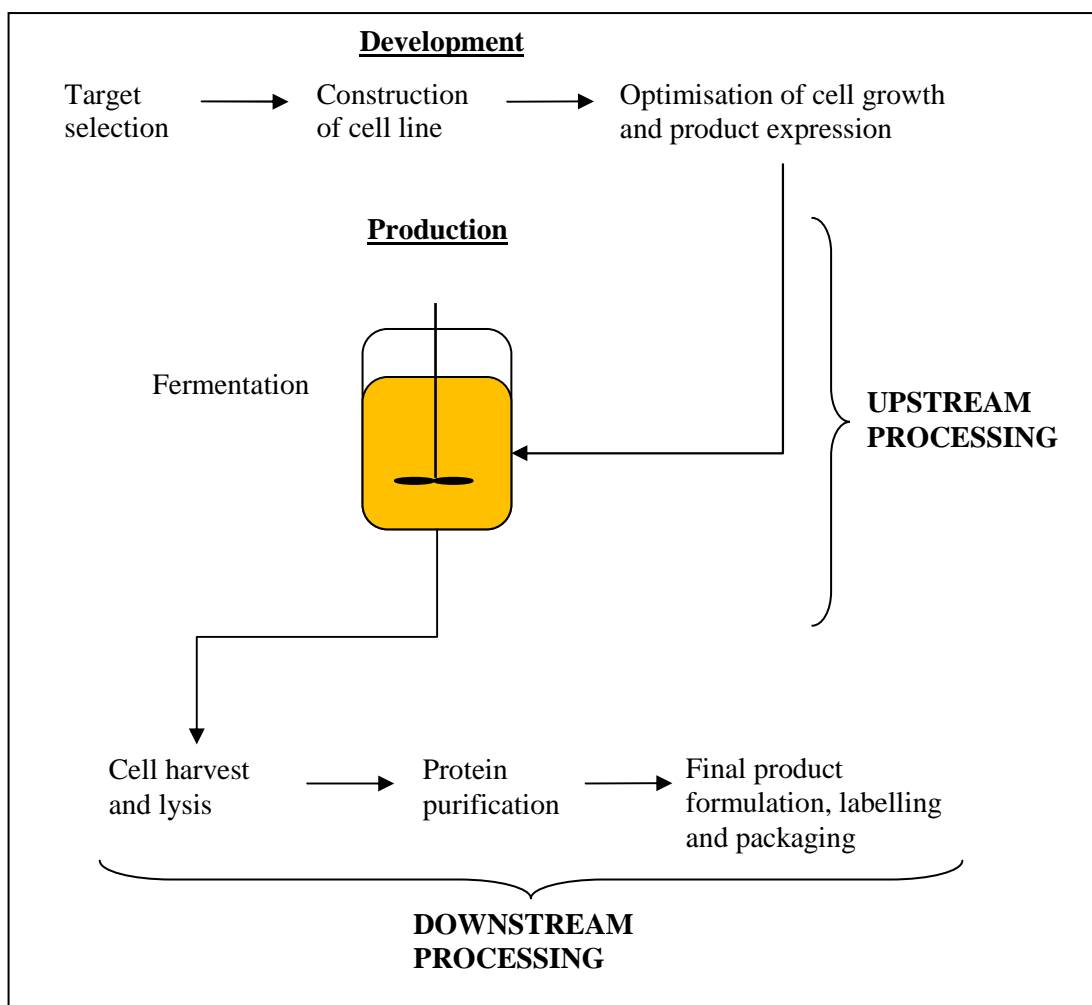 Development
Target
selection
Construction
of cell line
Optimisation of cell growth
and product expression
Production
Fermentation
UPSTREAM
PROCESSING
Cell harvest
and lysis
Protein
purification
Final product
formulation, labelling
and packaging
DOWNSTREAM
PROCESSING